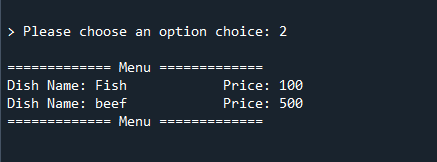 > Please choose an option choice: 2
============= Menu =============
Dish Name: Fish            Price: 100
Dish Name: beef            Price: 500
============= Menu =============